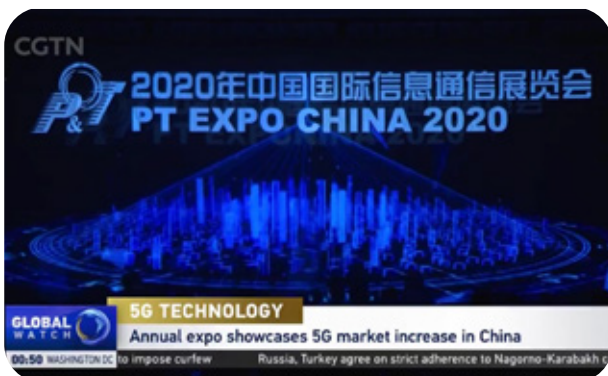 CGTN
P&T
2020年中国国际信息通信展览会
PT EXPO CHINA 2020
5G TECHNOLOGY
GLOBAL
WATCH
Annual expo showcases 5G market increase in China
00:50 WASHINGTON DC to impose curfew Russia, Turkey agree on strict adherence to Nagorno-Karabakh